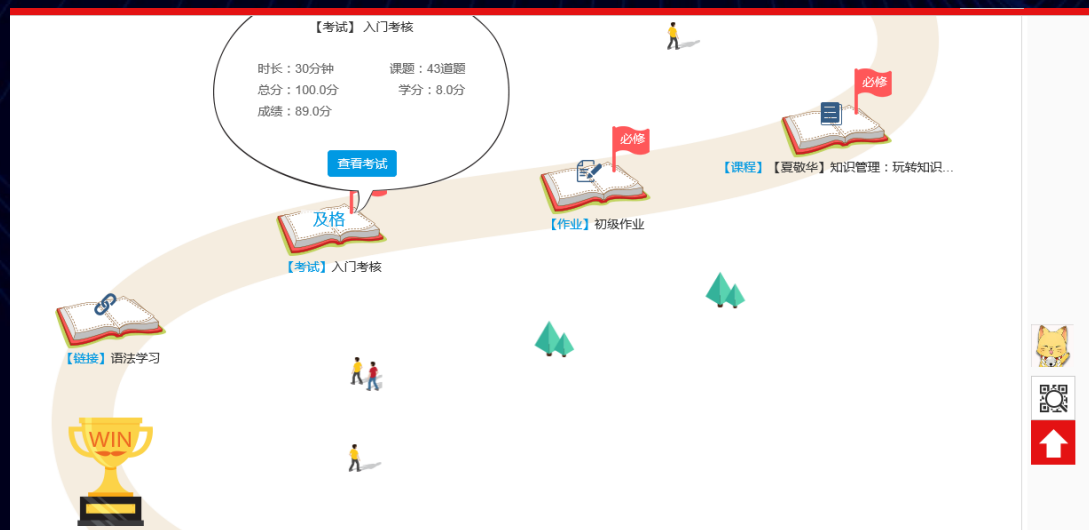 【考试】 入门考核
时长：30分钟 课题：43道题
总分：100.0分 学分：8.0分
成绩：89.0分
查看考试
必修
【课程】【夏敬华】知识管理：玩转知识...
必修
【作业】初级作业
及格
【考试】入门考核
【链接】语法学习
WIN